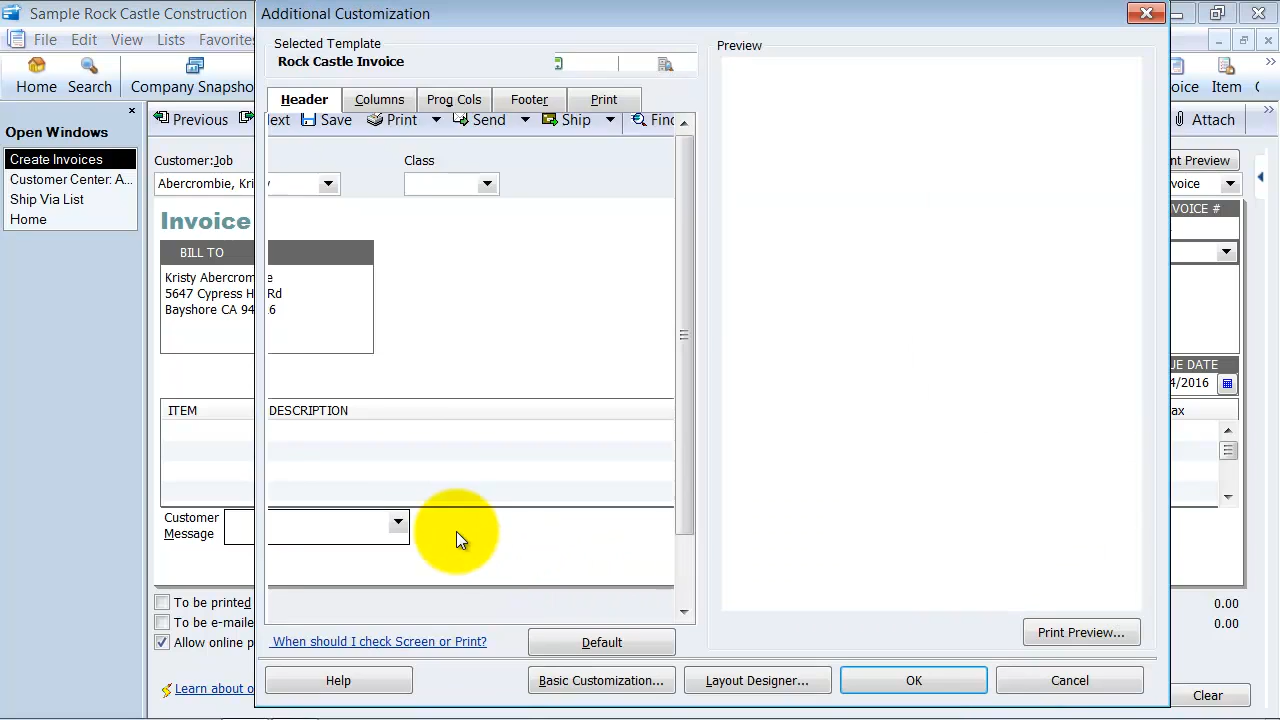 Sample Rock Castle Construction
Additional Customization
File Edit View Lists Favorites
Home Search Company Snapsho
oice Item
Selected Template
Rock Castle Invoice
Preview
Open Windows
Create Invoices
Customer Center: A...
Ship Via List
Home
Header Columns Prog Cols Footer Print
Previous ext Save Print Send Ship Find
Attach
Customer:Job Class
nt Preview
Abercrombie, Kri y
voice
Invoice
VOICE #
BILL TO
Kristy Abercrom e
5647 Cypress H Rd
Bayshore CA 94 6
UE DATE
4/2016
ITEM DESCRIPTION
ax
Customer
Message
To be printed
To be e-maile
Allow online p
Learn about o
0.00
0.00
Clear
When should I check Screen or Print?
Default
Print Preview...
Help Basic Customization... Layout Designer... OK Cancel